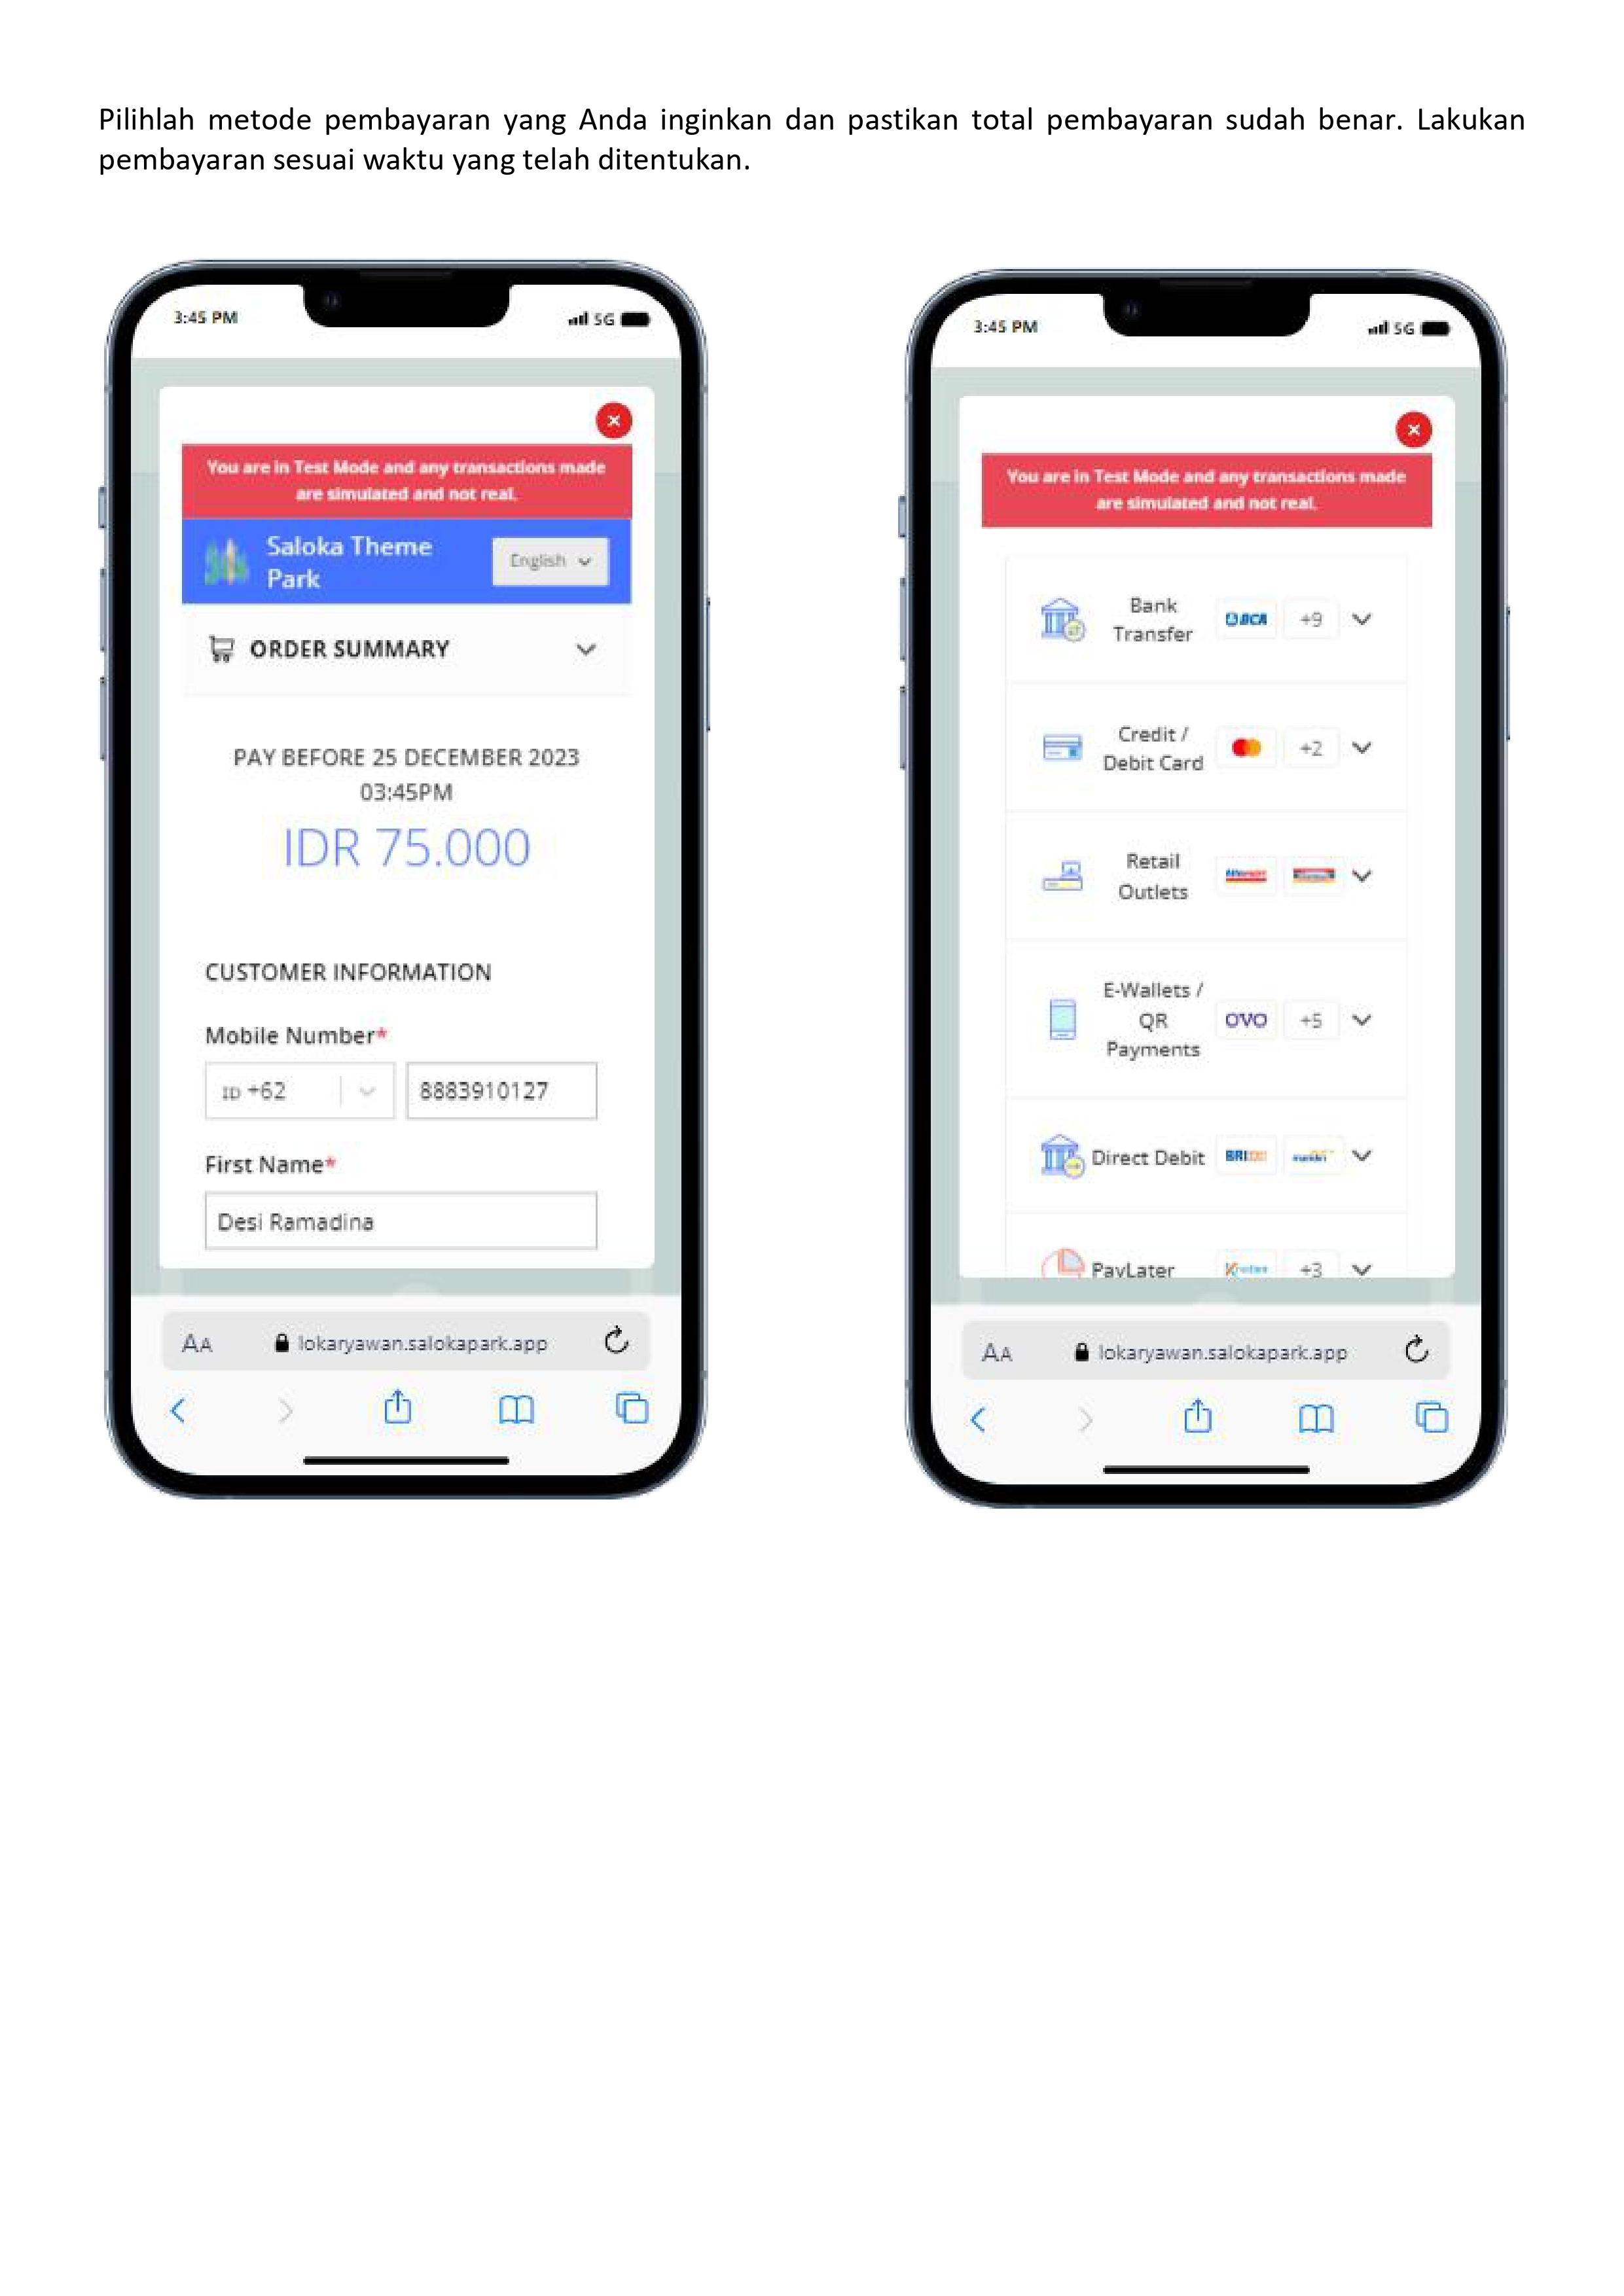 Pilihlah metode pembayaran yang Anda inginkan dan pastikan total pembayaran sudah benar. Lakukan
pembayaran sesuai waktu yang telah ditentukan.
3:45 PM
5G
You are in Test Mode and any transactions made
are simulated and not real.
Saloka Theme
Park
English
ORDER SUMMARY
PAY BEFORE 25 DECEMBER 2023
03:45PM
IDR 75.000
CUSTOMER INFORMATION
Mobile Number*
ID +62
8883910127
First Name*
Desi Ramadina
AA
lokaryawan.salokapark.app
3:45 PM
5G
You are in Test Mode and any transactions made
are simulated and not real.
Bank
Transfer
BCA
+9
Credit /
Debit Card
+2
Retail
Outlets
E-Wallets /
QR
Payments
OVO
+5
Direct Debit
BRI
mandiri
PayLater
+3
AA
lokaryawan.salokapark.app